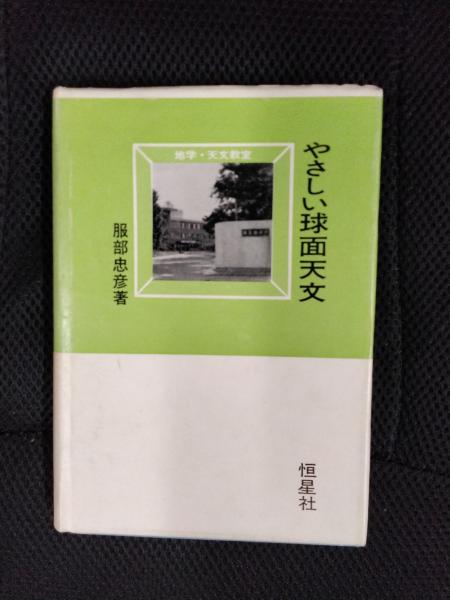 やさしい球面天文
地学・天文教室
服部忠彦著
恒星社